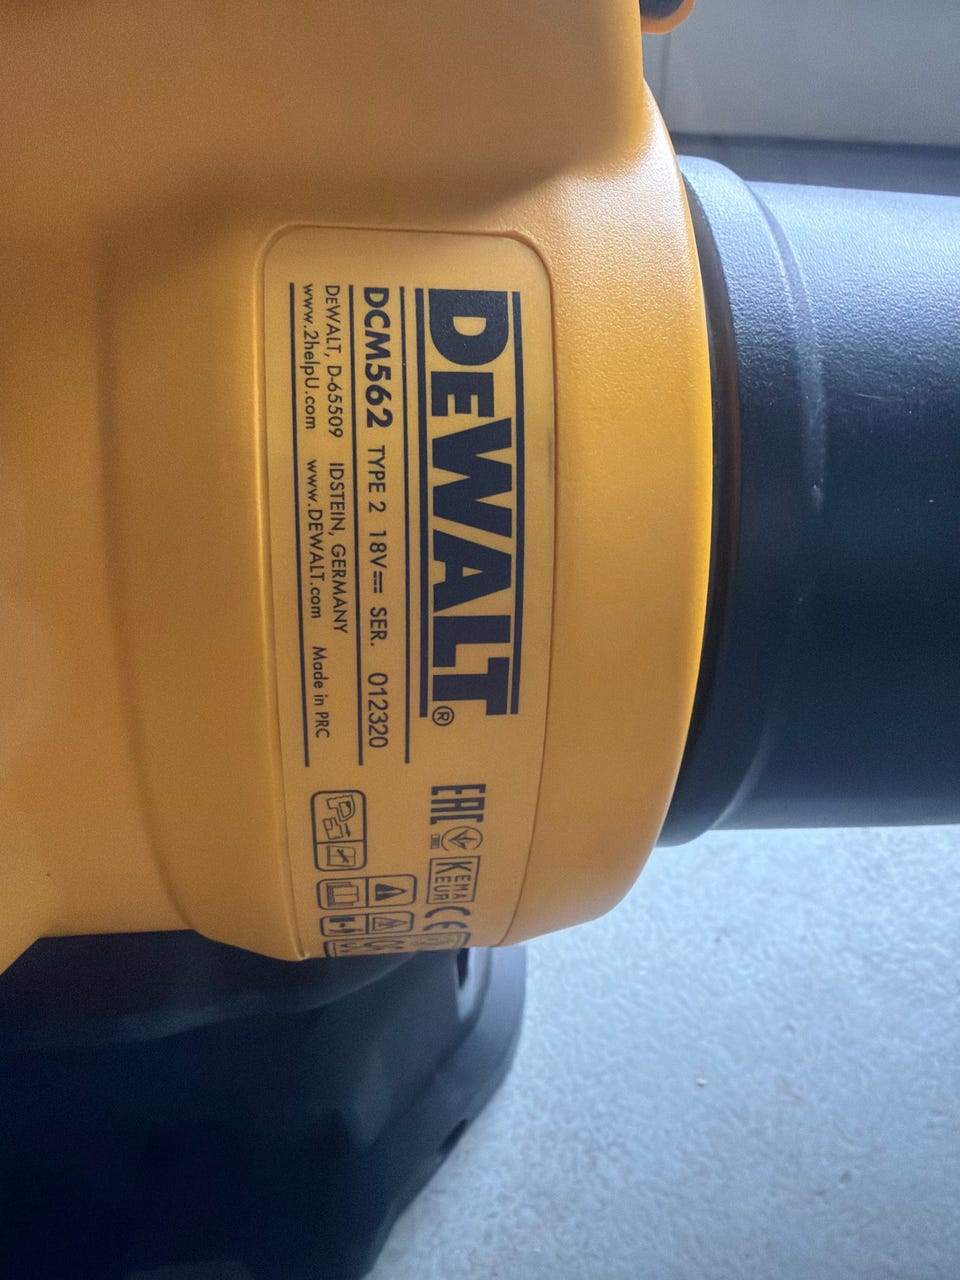 DEWALT®
DCM562 TYPE 2 18V⎓ SER. 012320
DEWALT, D-65509 IDSTEIN, GERMANY
www.2helpU.com www.DEWALT.com Made in PRC
EAC
KEMA
KEUR
CE